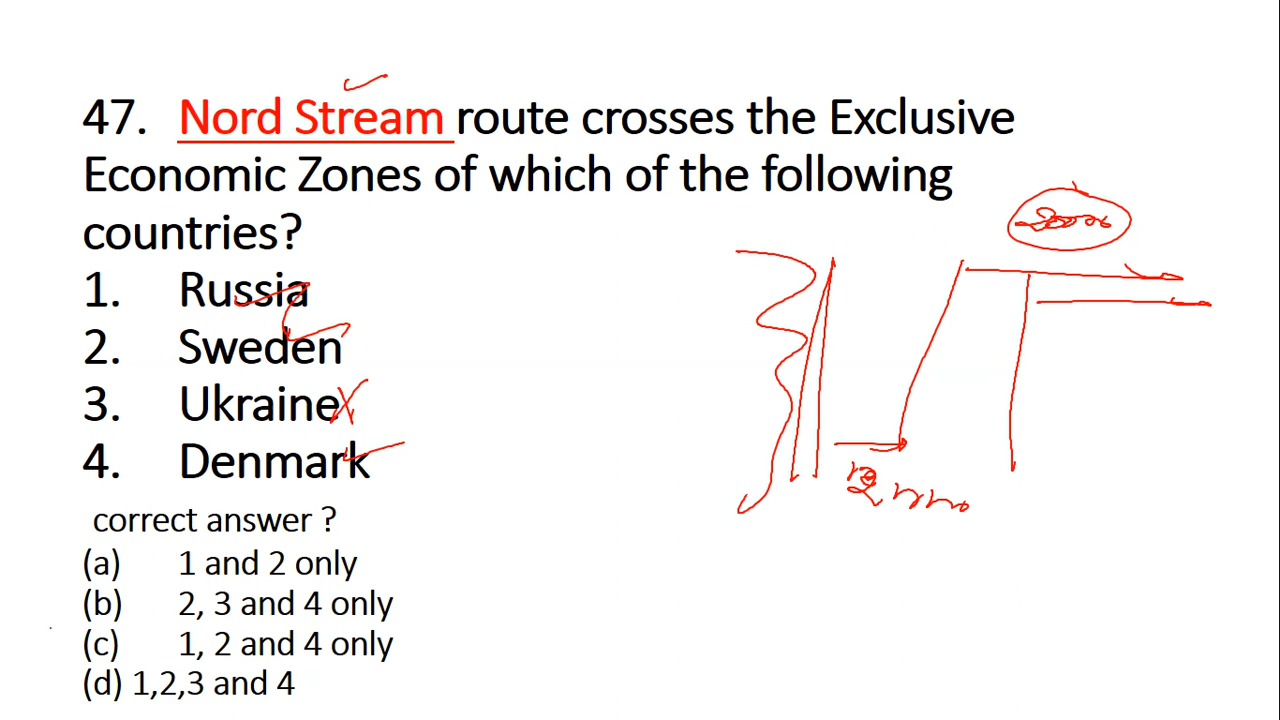 47. Nord Stream route crosses the Exclusive
Economic Zones of which of the following
countries?
1. Russia
2. Sweden
3. Ukraine
4. Denmark
correct answer ?
(a) 1 and 2 only
(b) 2, 3 and 4 only
(c) 1, 2 and 4 only
(d) 1,2,3 and 4